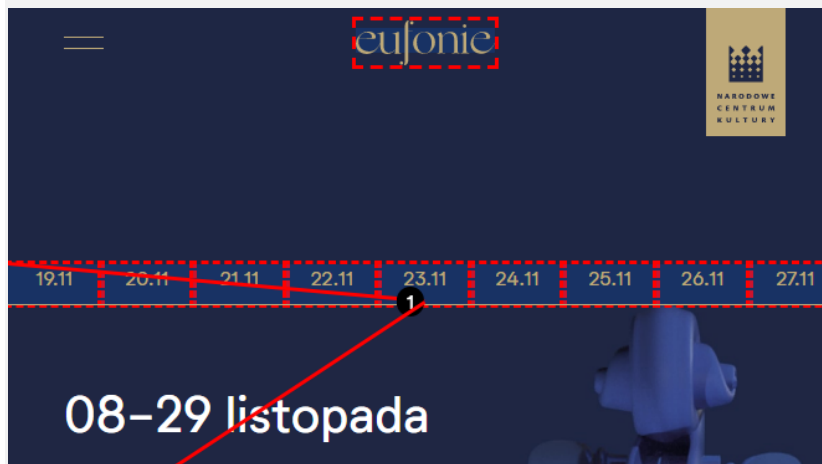 eufonie
NARODOWE
CENTRUM
KULTURY
19.11 20.11 21.11 22.11 23.11 24.11 25.11 26.11 27.11
1
08–29 listopada